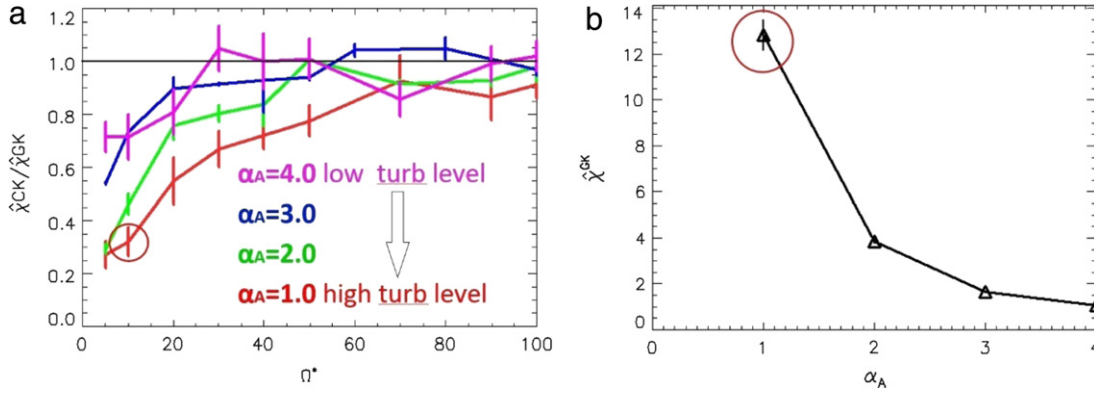 a
1.2
1.0
0.8
0.6
0.4
0.2
0.0
χ̂CK/χ̂GK
αA=4.0 low turb level
αA=3.0
αA=2.0
αA=1.0 high turb level
0 20 40 60 80 100
Ω*
b
14
12
10
8
6
4
2
0
χ̂GK
0 1 2 3 4
αA